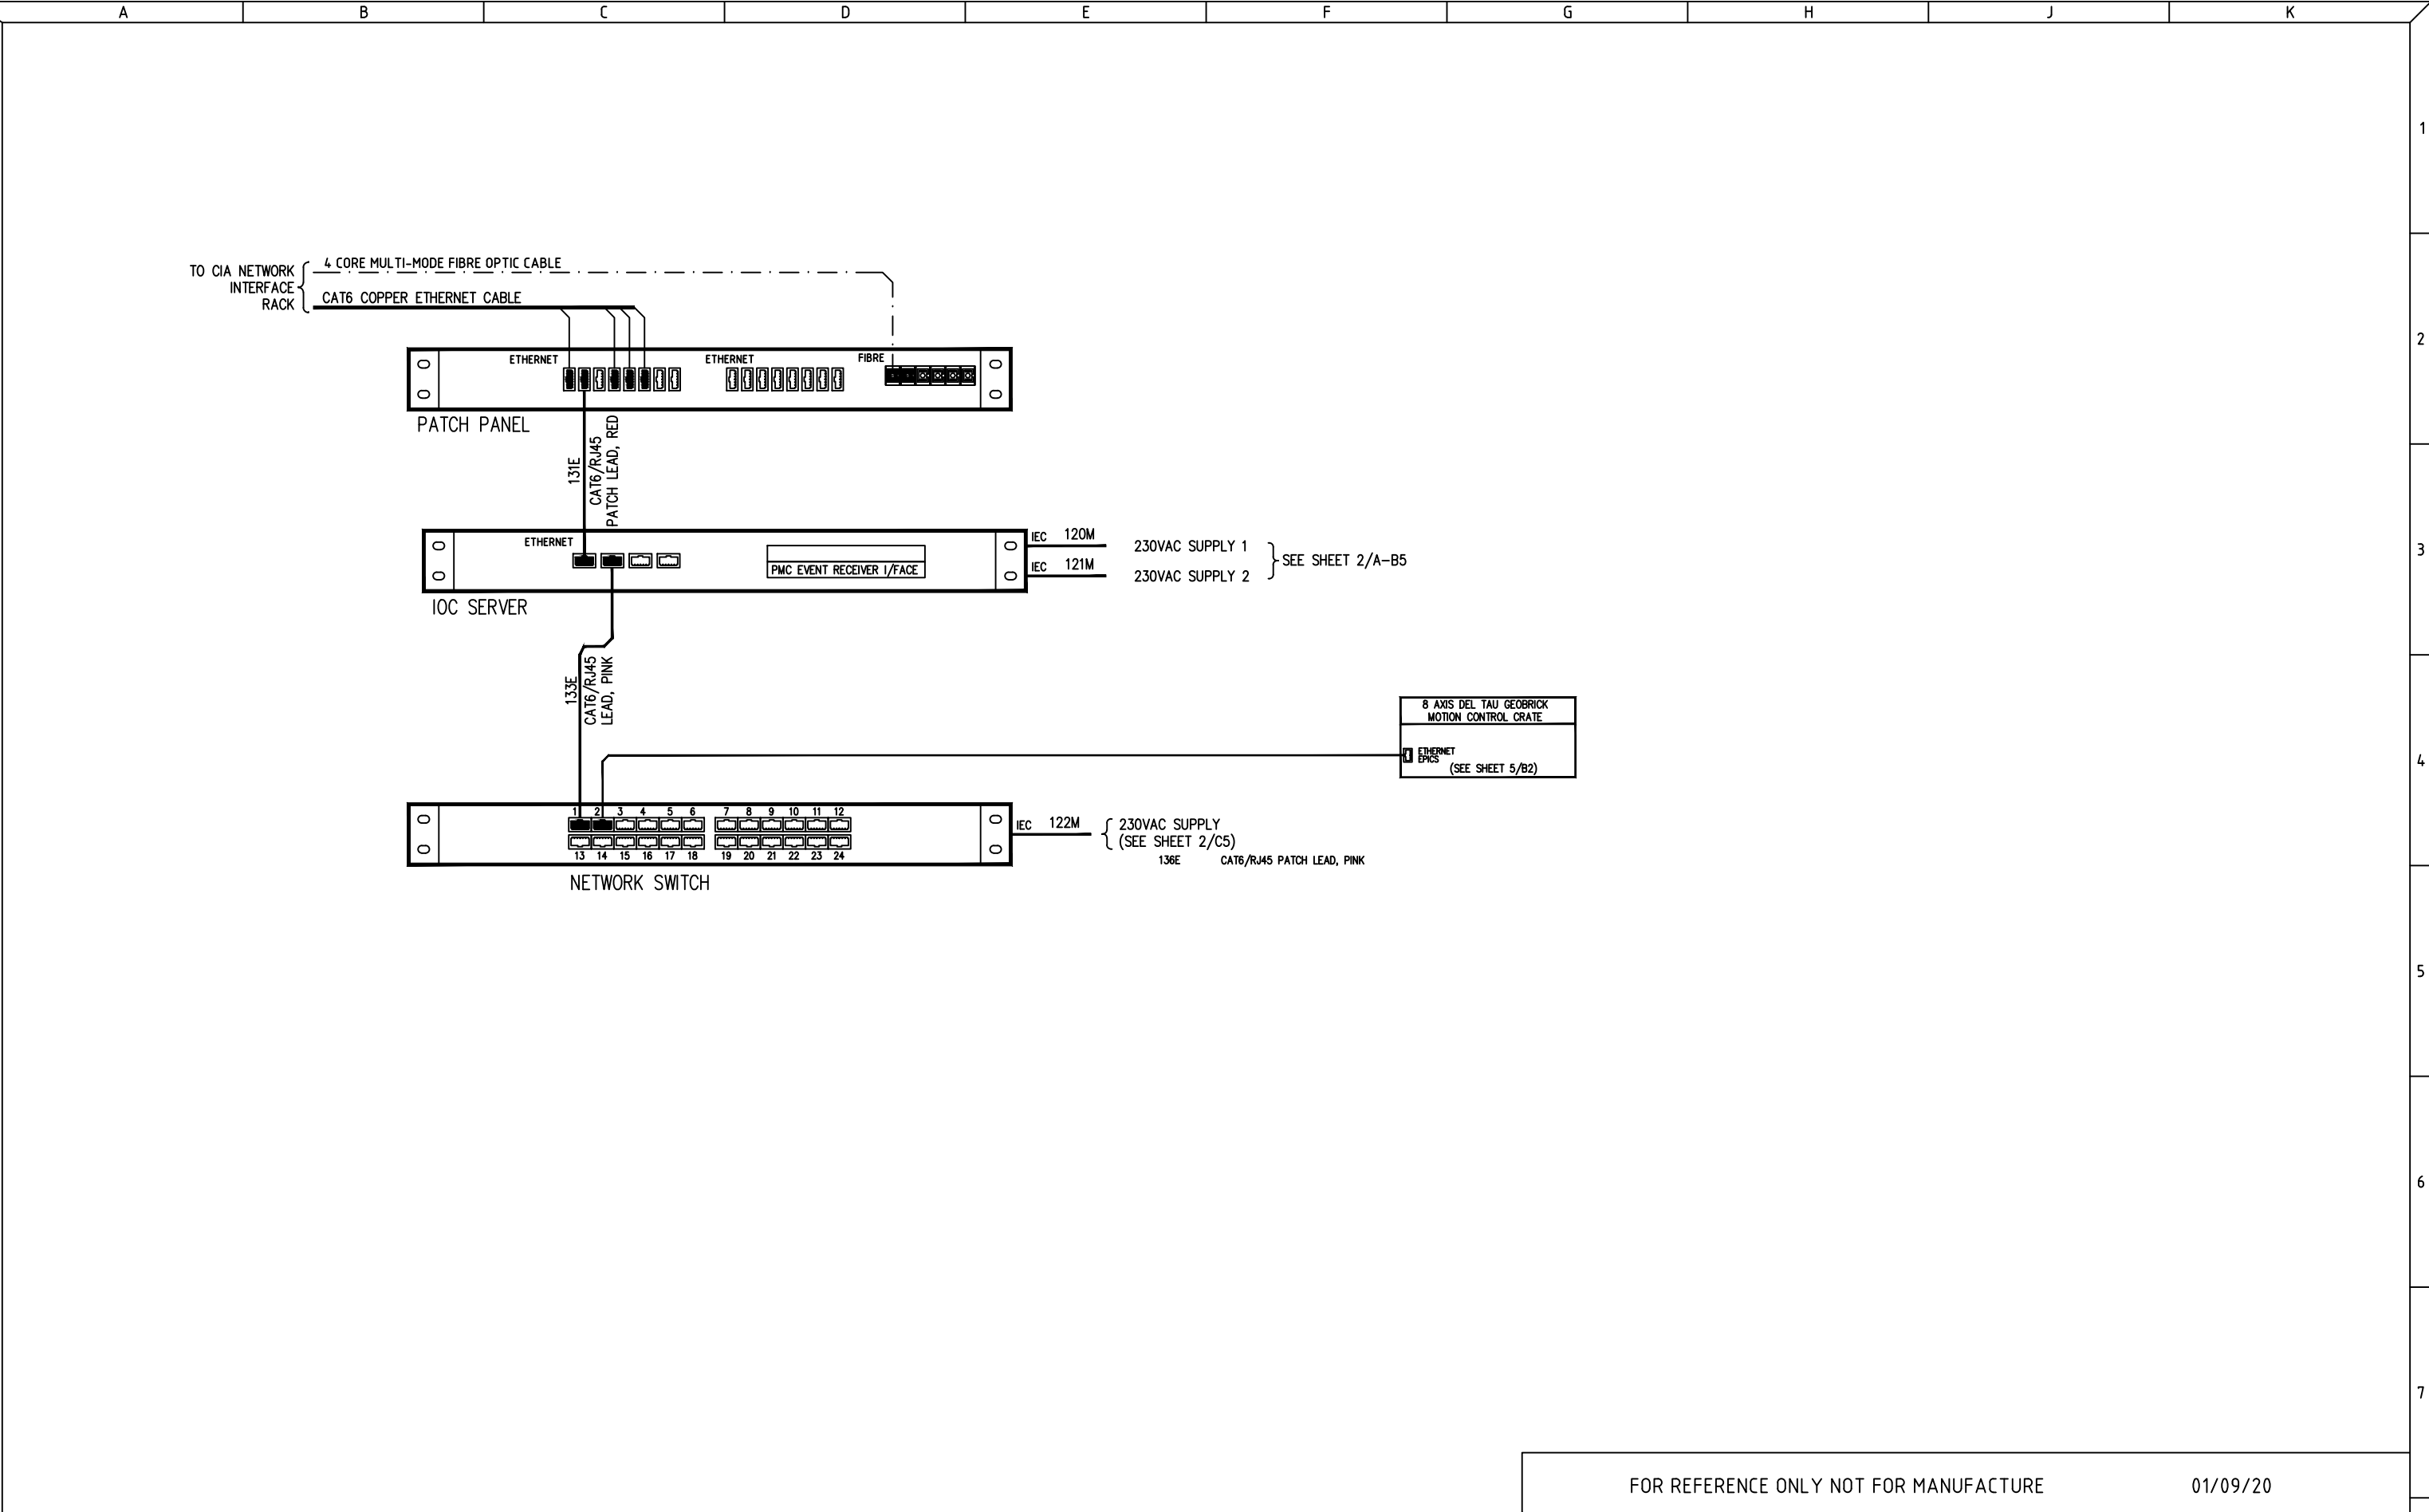 A B C D E F G H J K
1
TO CIA NETWORK
INTERFACE
RACK
4 CORE MULTI-MODE FIBRE OPTIC CABLE
CAT6 COPPER ETHERNET CABLE
2
ETHERNET
ETHERNET
FIBRE
PATCH PANEL
131E
CAT6/RJ45
PATCH LEAD, RED
3
ETHERNET
PMC EVENT RECEIVER I/FACE
IOC SERVER
IEC 120M
230VAC SUPPLY 1
IEC 121M
230VAC SUPPLY 2
SEE SHEET 2/A-B5
133E
CAT6/RJ45
LEAD, PINK
8 AXIS DEL TAU GEOBRICK
MOTION CONTROL CRATE
ETHERNET
EPICS
(SEE SHEET 5/B2)
4
1 2 3 4 5 6 7 8 9 10 11 12
13 14 15 16 17 18 19 20 21 22 23 24
NETWORK SWITCH
IEC 122M
230VAC SUPPLY
(SEE SHEET 2/C5)
136E CAT6/RJ45 PATCH LEAD, PINK
5
6
7
FOR REFERENCE ONLY NOT FOR MANUFACTURE 01/09/20